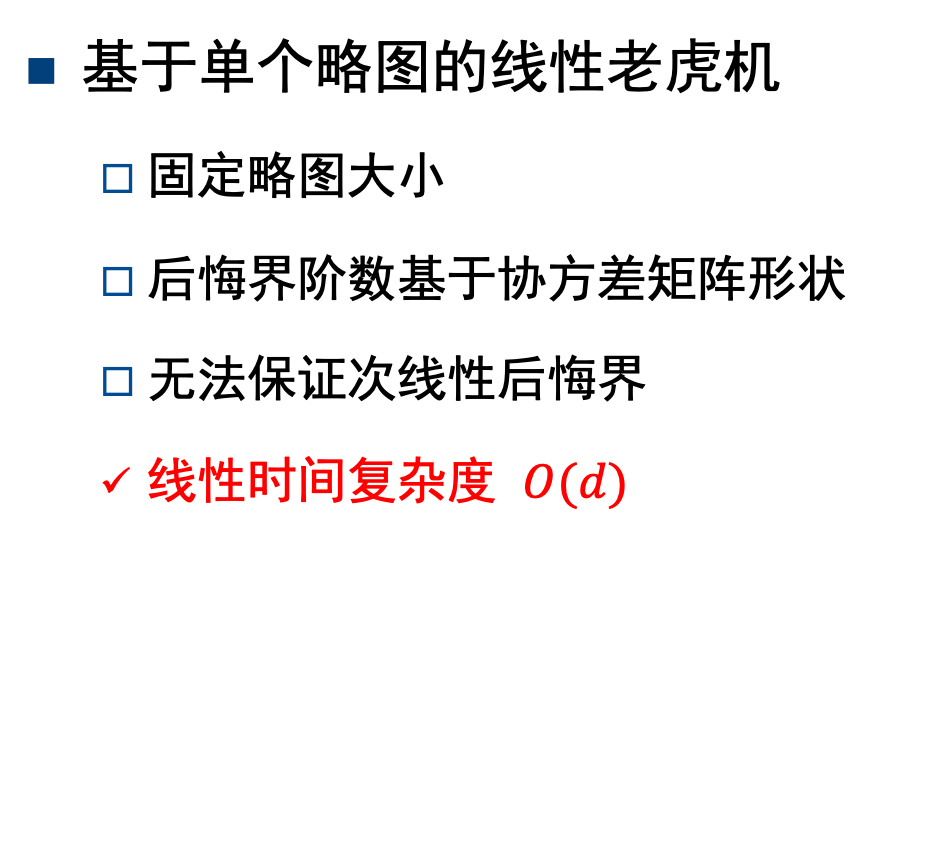 基于单个略图的线性老虎机
固定略图大小
后悔界阶数基于协方差矩阵形状
无法保证次线性后悔界
线性时间复杂度 O(d)